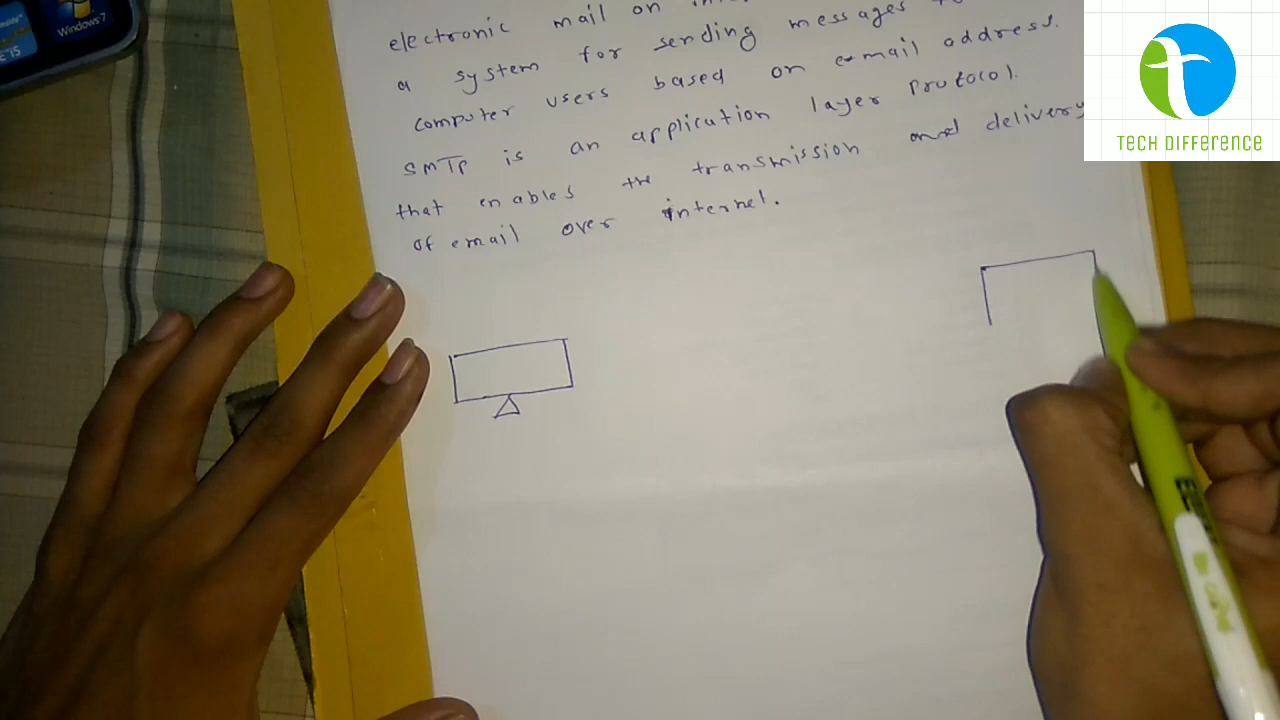 Windows 7
TECH DIFFERENCE
electronic mail on
a system for sending messages
computer users based on e-mail address.
SMTP is an application layer protocol.
that enables the transmission and delivery
of email over internet.